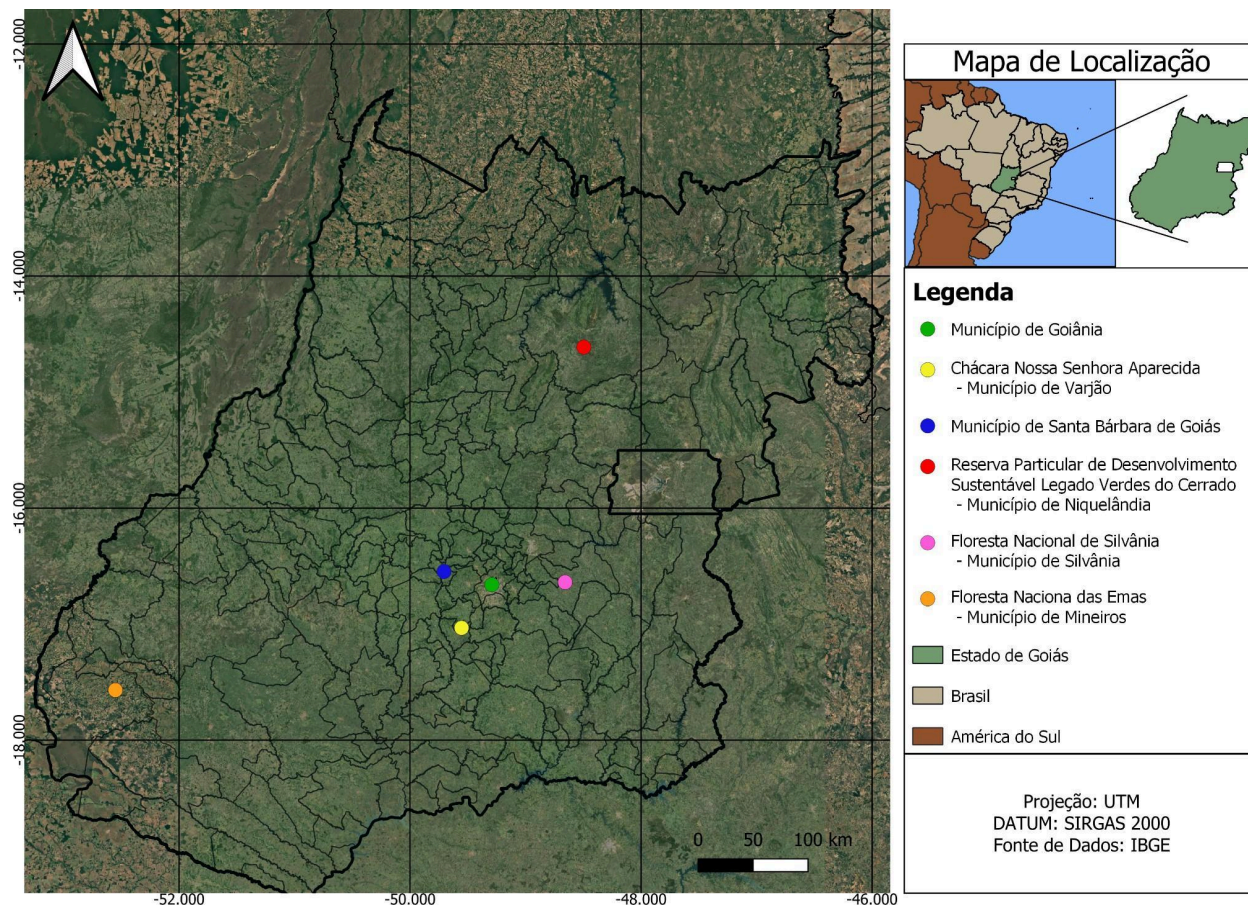 -12.000
-14.000
-16.000
-18.000
-52.000
-50.000
-48.000
-46.000
0 50 100 km
Mapa de Localização
Legenda
Município de Goiânia
Chácara Nossa Senhora Aparecida
- Município de Varjão
Município de Santa Bárbara de Goiás
Reserva Particular de Desenvolvimento
Sustentável Legado Verdes do Cerrado
- Município de Niquelândia
Floresta Nacional de Silvânia
- Município de Silvânia
Floresta Naciona das Emas
- Município de Mineiros
Estado de Goiás
Brasil
América do Sul
Projeção: UTM
DATUM: SIRGAS 2000
Fonte de Dados: IBGE